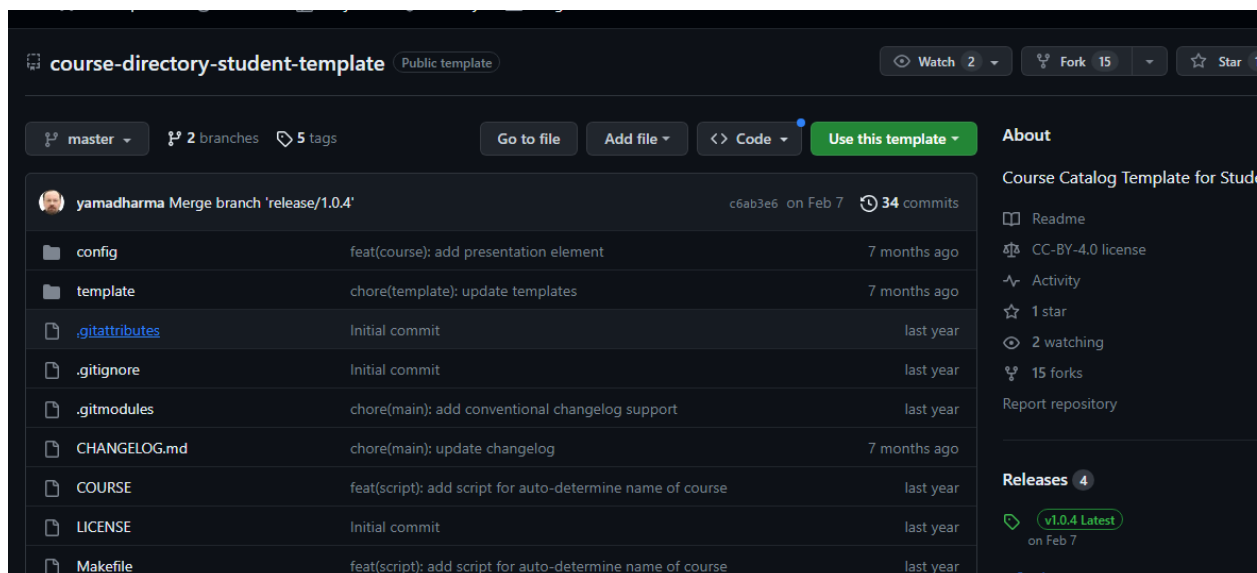 course-directory-student-template Public template
Watch 2
Fork 15
Star
master
2 branches
5 tags
Go to file
Add file
Code
Use this template
yamadharma Merge branch 'release/1.0.4' c6ab3e6 on Feb 7 34 commits
config feat(course): add presentation element 7 months ago
template chore(template): update templates 7 months ago
.gitattributes Initial commit last year
.gitignore Initial commit last year
.gitmodules chore(main): add conventional changelog support last year
CHANGELOG.md chore(main): update changelog 7 months ago
COURSE feat(script): add script for auto-determine name of course last year
LICENSE Initial commit last year
Makefile feat(script): add script for auto-determine name of course last year
About
Course Catalog Template for
Readme
CC-BY-4.0 license
Activity
1 star
2 watching
15 forks
Report repository
Releases 4
v1.0.4 Latest
on Feb 7